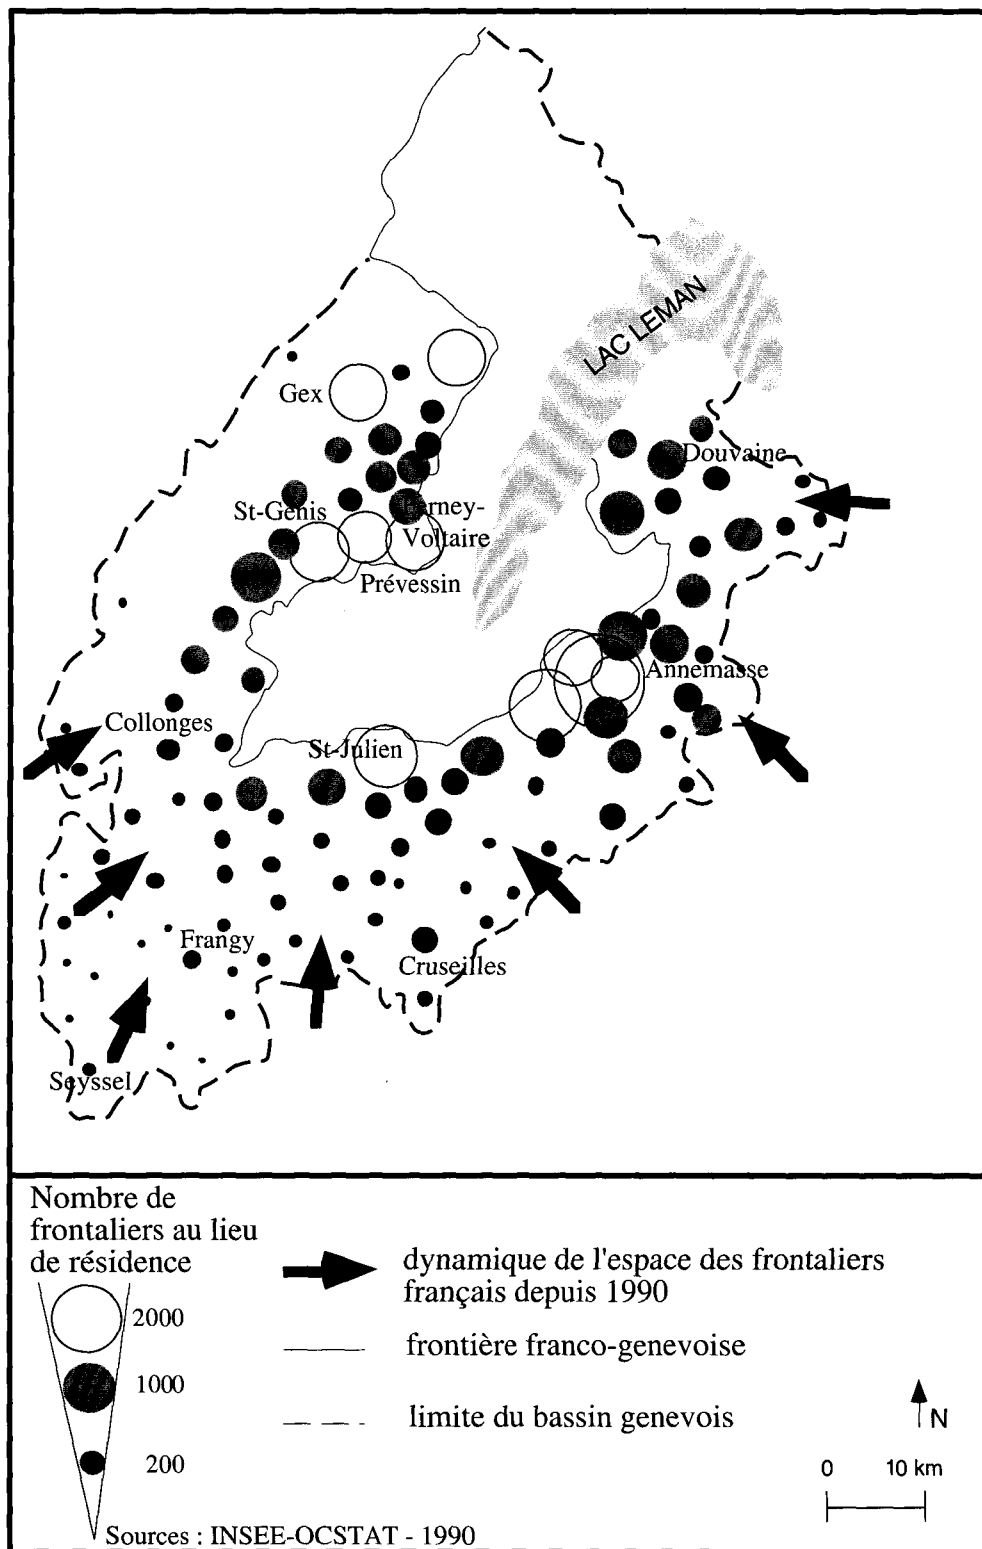 LAC LEMAN
Gex
Douvaine
St-Genis
Ferney-
Voltaire
Prévessin
Annemasse
Collonges
St-Julien
Frangy
Cruseilles
Seyssel
Nombre de
frontaliers au lieu
de résidence
2000
1000
200
dynamique de l'espace des frontaliers
français depuis 1990
frontière franco-genevoise
limite du bassin genevois
N
0 10 km
Sources : INSEE-OCSTAT - 1990